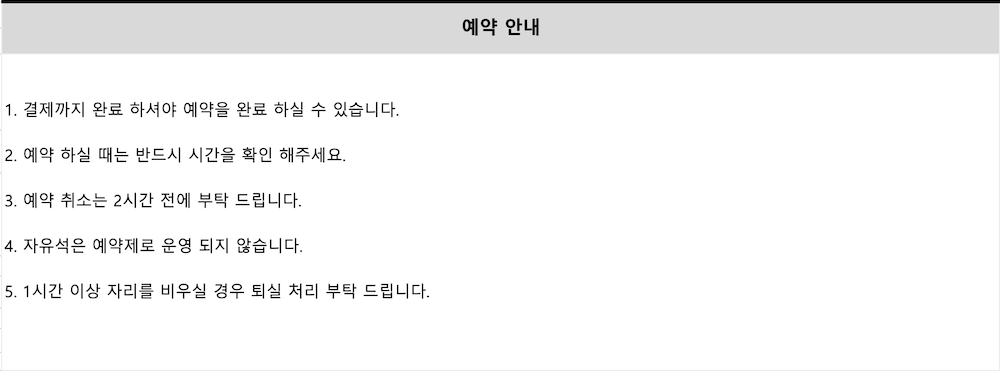 예약 안내
1. 결제까지 완료 하셔야 예약을 완료 하실 수 있습니다.
2. 예약 하실 때는 반드시 시간을 확인 해주세요.
3. 예약 취소는 2시간 전에 부탁 드립니다.
4. 자유석은 예약제로 운영 되지 않습니다.
5. 1시간 이상 자리를 비우실 경우 퇴실 처리 부탁 드립니다.